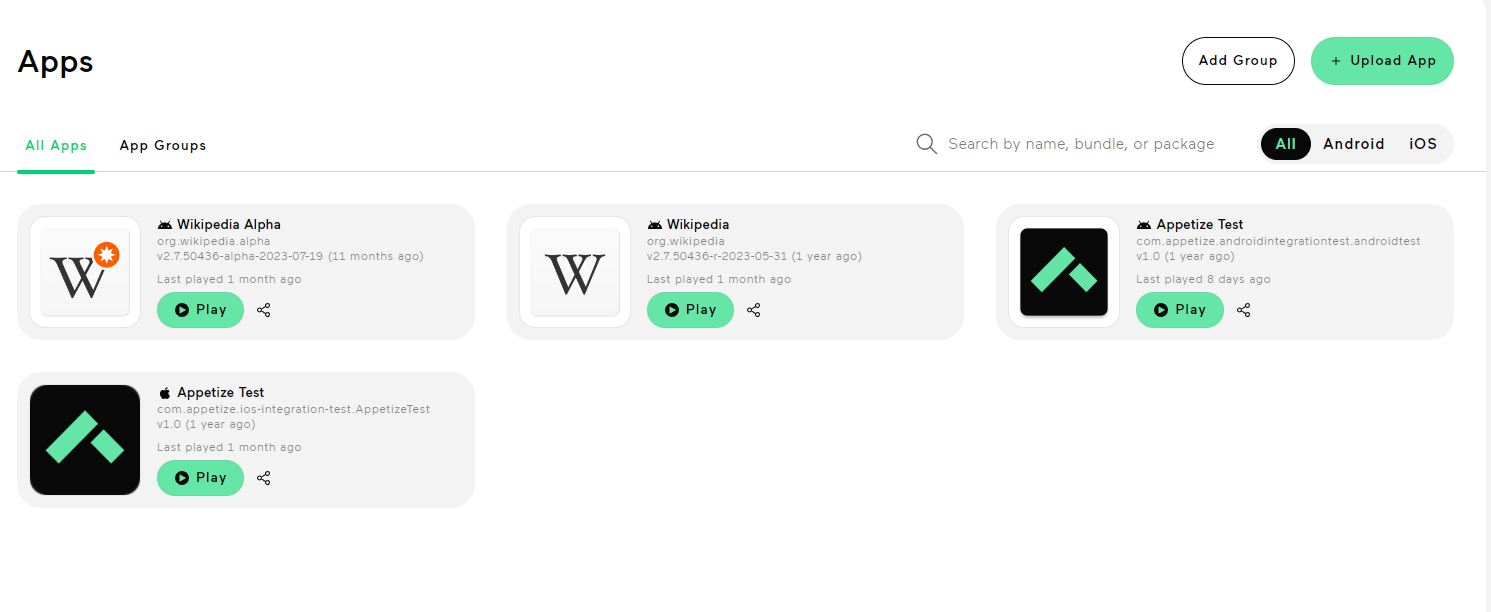 Apps
Add Group
+ Upload App
All Apps
App Groups
Search by name, bundle, or package
All
Android
iOS
Wikipedia Alpha
org.wikipedia.alpha
v2.7.50436-alpha-2023-07-19 (11 months ago)
Last played 1 month ago
Play
Wikipedia
org.wikipedia
v2.7.50436-r-2023-05-31 (1 year ago)
Last played 1 month ago
Play
Appetize Test
com.appetize.androidintegrationtest.androidtest
v1.0 (1 year ago)
Last played 8 days ago
Play
Appetize Test
com.appetize.ios-integration-test.AppetizeTest
v1.0 (1 year ago)
Last played 1 month ago
Play
W
W